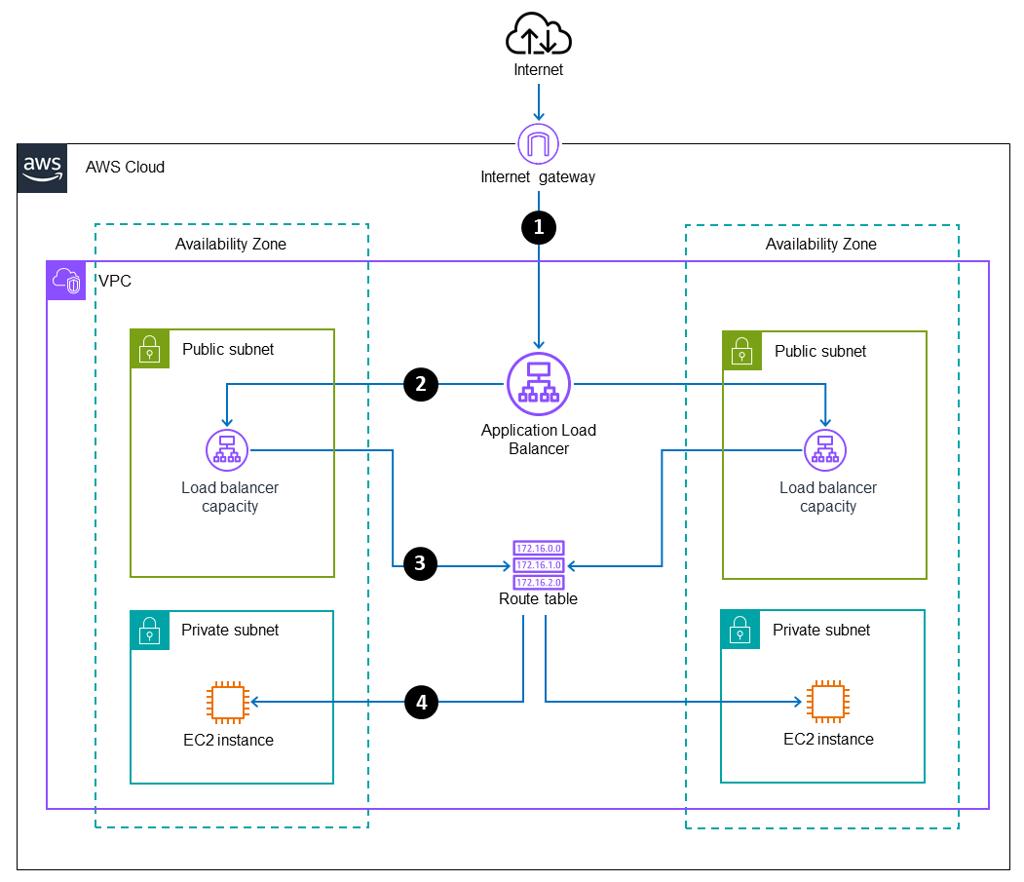 Internet
aws
AWS Cloud
Internet gateway
1
Availability Zone
Availability Zone
VPC
Public subnet
Public subnet
2
Application Load
Balancer
Load balancer
capacity
Load balancer
capacity
3
172.16.0.0
172.16.1.0
172.16.2.0
Route table
Private subnet
Private subnet
4
EC2 instance
EC2 instance